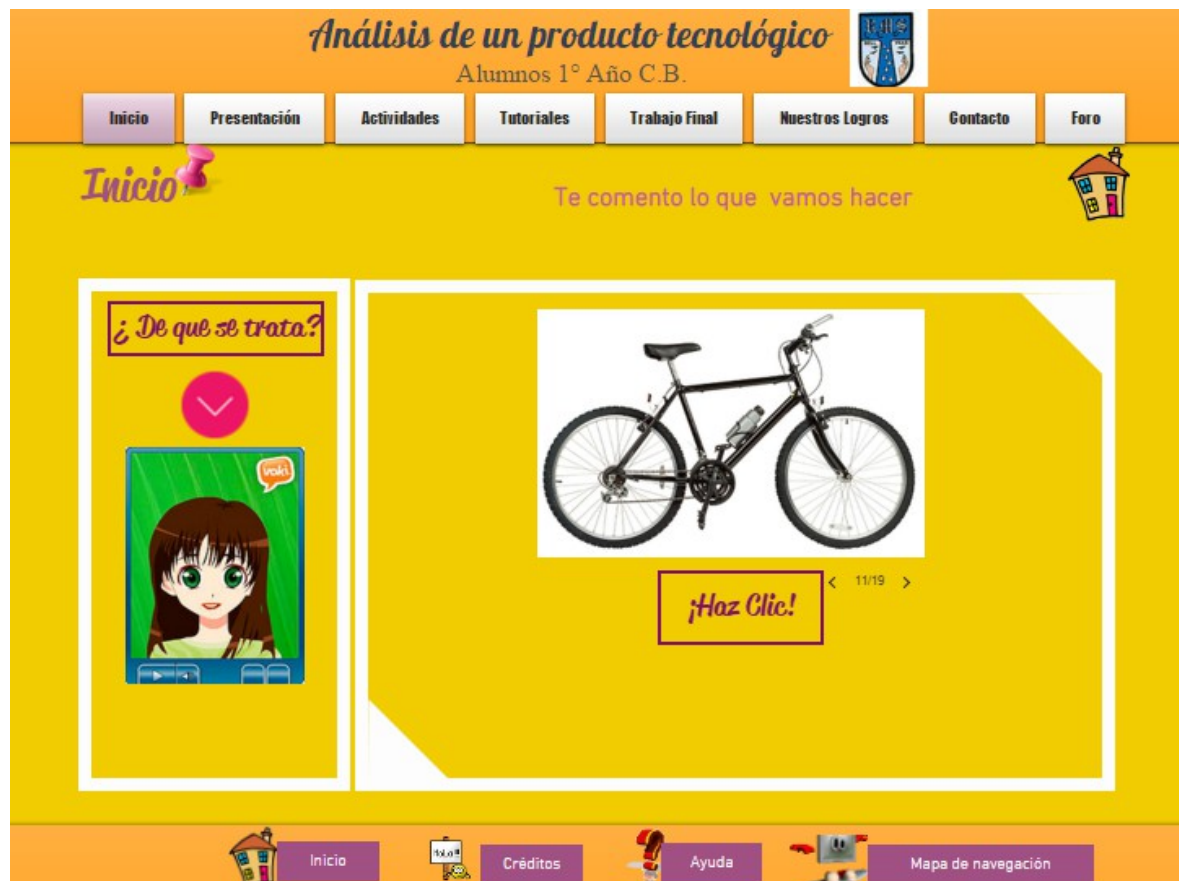 Análisis de un producto tecnológico
Alumnos 1° Año C.B.
Inicio Presentación Actividades Tutoriales Trabajo Final Nuestros Logros Contacto Foro
Inicio
Te comento lo que vamos hacer
¿ De que se trata?
voki
11/19
¡Haz Clic!
Inicio Créditos Ayuda Mapa de navegación